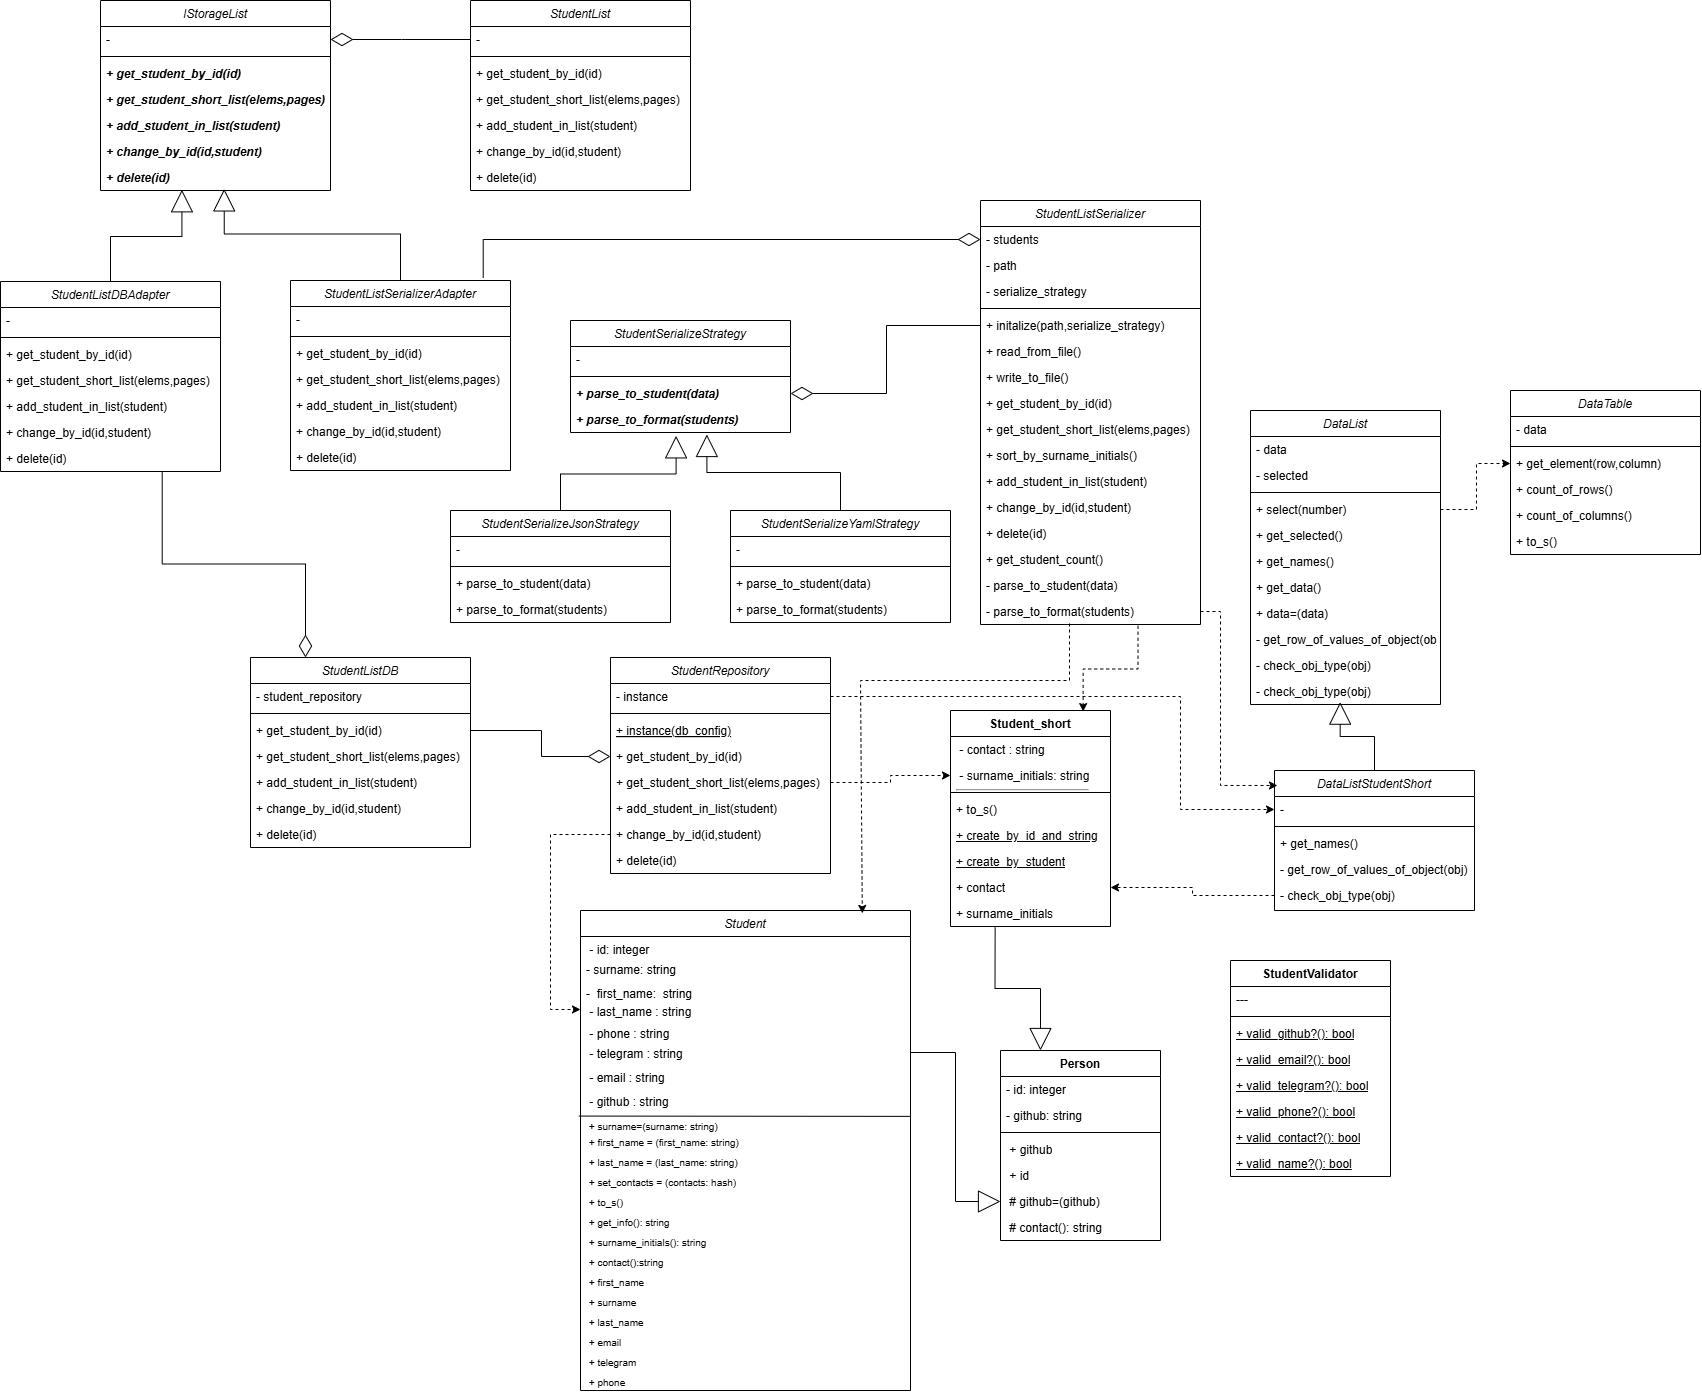 IStorageList
-
+ get_student_by_id(id)
+ get_student_short_list(elems,pages)
+ add_student_in_list(student)
+ change_by_id(id,student)
+ delete(id)
StudentList
-
+ get_student_by_id(id)
+ get_student_short_list(elems,pages)
+ add_student_in_list(student)
+ change_by_id(id,student)
+ delete(id)
StudentListDBAdapter
-
+ get_student_by_id(id)
+ get_student_short_list(elems,pages)
+ add_student_in_list(student)
+ change_by_id(id,student)
+ delete(id)
StudentListSerializerAdapter
-
+ get_student_by_id(id)
+ get_student_short_list(elems,pages)
+ add_student_in_list(student)
+ change_by_id(id,student)
+ delete(id)
StudentSerializeStrategy
-
+ parse_to_student(data)
+ parse_to_format(students)
StudentSerializeJsonStrategy
-
+ parse_to_student(data)
+ parse_to_format(students)
StudentSerializeYamlStrategy
-
+ parse_to_student(data)
+ parse_to_format(students)
StudentListSerializer
- students
- path
- serialize_strategy
+ initalize(path,serialize_strategy)
+ read_from_file()
+ write_to_file()
+ get_student_by_id(id)
+ get_student_short_list(elems,pages)
+ sort_by_surname_initials()
+ add_student_in_list(student)
+ change_by_id(id,student)
+ delete(id)
+ get_student_count()
- parse_to_student(data)
- parse_to_format(students)
DataList
- data
- selected
+ select(number)
+ get_selected()
+ get_names()
+ get_data()
+ data=(data)
- get_row_of_values_of_object(ob
- check_obj_type(obj)
- check_obj_type(obj)
DataTable
- data
+ get_element(row,column)
+ count_of_rows()
+ count_of_columns()
+ to_s()
StudentListDB
- student_repository
+ get_student_by_id(id)
+ get_student_short_list(elems,pages)
+ add_student_in_list(student)
+ change_by_id(id,student)
+ delete(id)
StudentRepository
- instance
+ instance(db_config)
+ get_student_by_id(id)
+ get_student_short_list(elems,pages)
+ add_student_in_list(student)
+ change_by_id(id,student)
+ delete(id)
Student_short
- contact : string
- surname_initials: string
+ to_s()
+ create_by_id_and_string
+ create_by_student
+ contact
+ surname_initials
DataListStudentShort
-
+ get_names()
- get_row_of_values_of_object(obj)
- check_obj_type(obj)
Student
- id: integer
- surname: string
- first_name: string
- last_name : string
- phone : string
- telegram : string
- email : string
- github : string
+ surname=(surname: string)
+ first_name = (first_name: string)
+ last_name = (last_name: string)
+ set_contacts = (contacts: hash)
+ to_s()
+ get_info(): string
+ surname_initials(): string
+ contact():string
+ first_name
+ surname
+ last_name
+ email
+ telegram
+ phone
Person
- id: integer
- github: string
+ github
+ id
# github=(github)
# contact(): string
StudentValidator
---
+ valid_github?(): bool
+ valid_email?(): bool
+ valid_telegram?(): bool
+ valid_phone?(): bool
+ valid_contact?(): bool
+ valid_name?(): bool